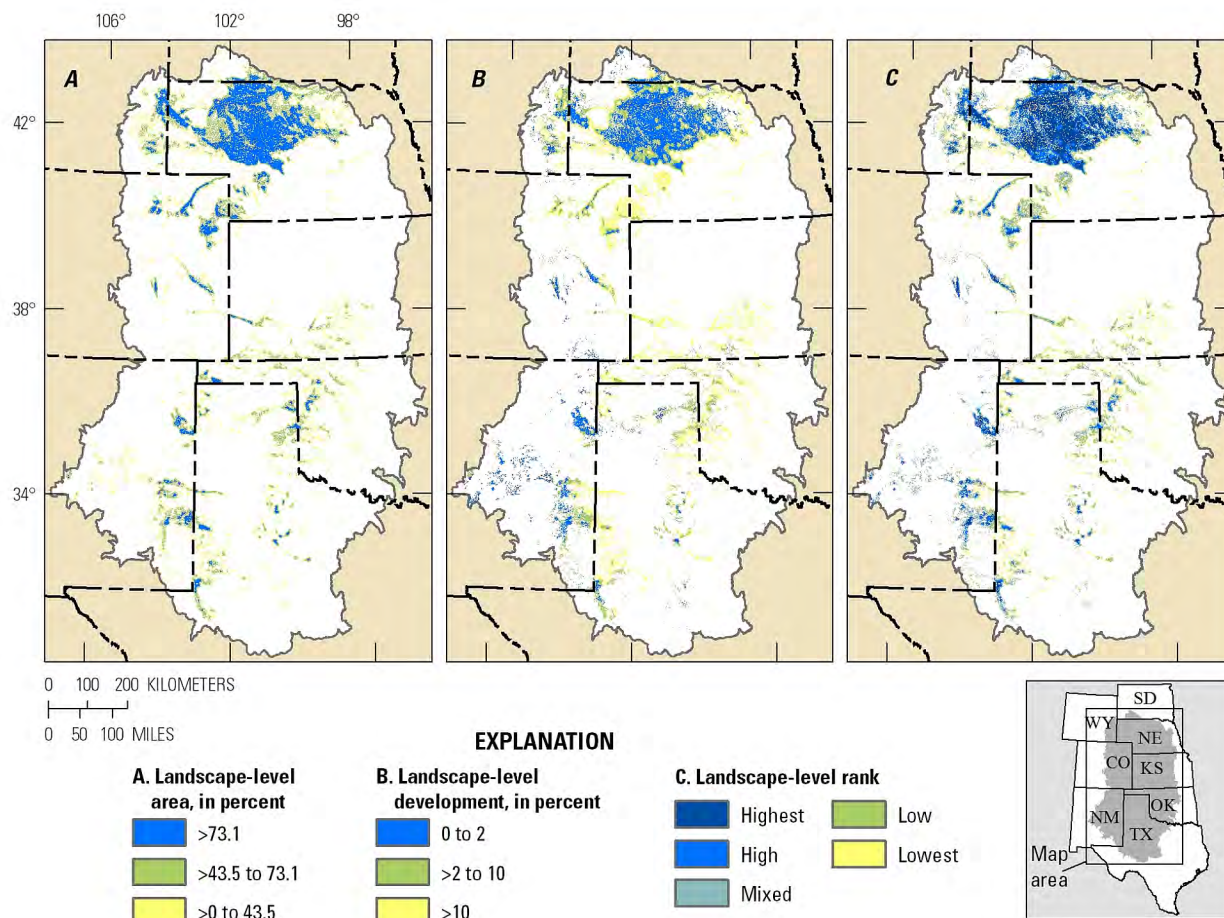 106° 102° 98°
A B C
42°
38°
34°
0 100 200 KILOMETERS
0 50 100 MILES
EXPLANATION
A. Landscape-level
area, in percent
>73.1
>43.5 to 73.1
>0 to 43.5
B. Landscape-level
development, in percent
0 to 2
>2 to 10
>10
C. Landscape-level rank
Highest
High
Mixed
Low
Lowest
SD
WY
NE
CO
KS
OK
NM
TX
Map
area